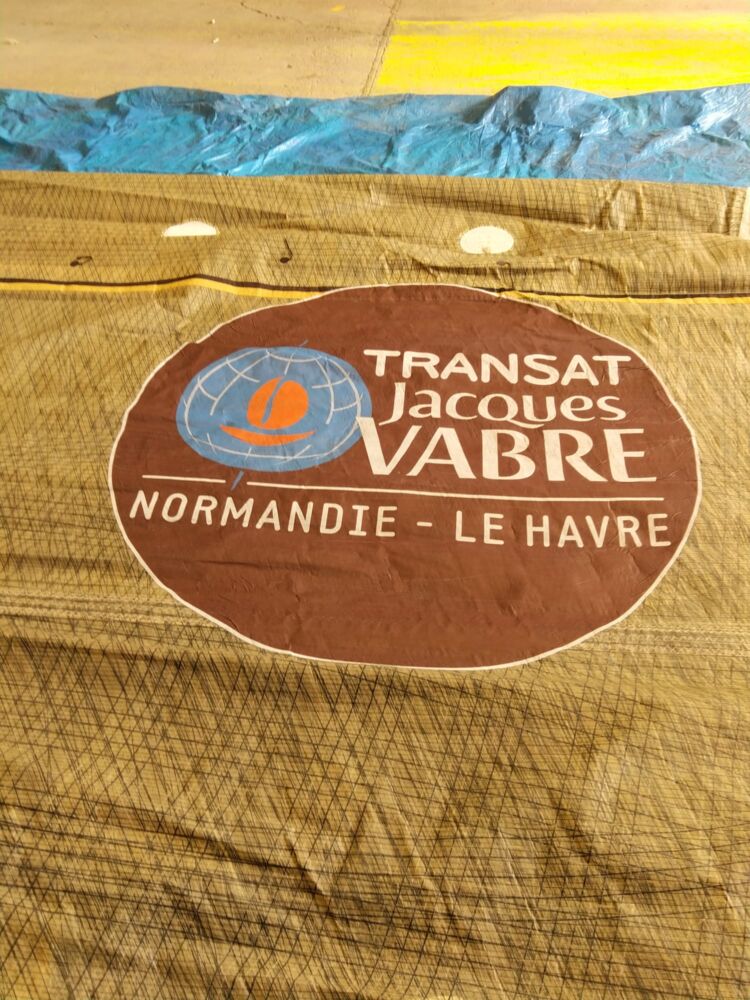 TRANSAT
Jacques
VABRE
NORMANDIE - LE HAVRE